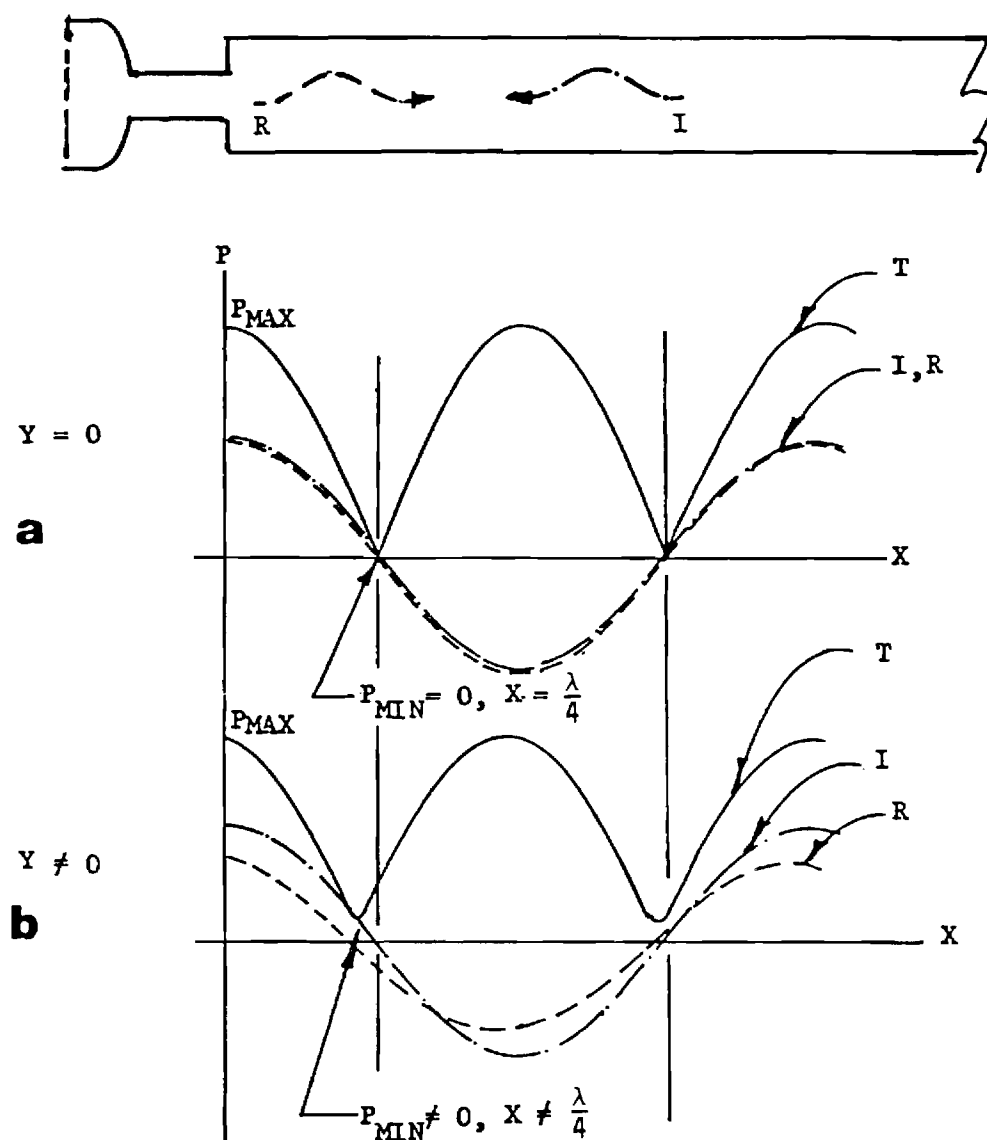 R
I
P
T
P_MAX
I,R
Y = 0
a
X
P_MIN = 0, X = λ/4
T
P_MAX
I
R
Y ≠ 0
b
X
P_MIN ≠ 0, X ≠ λ/4